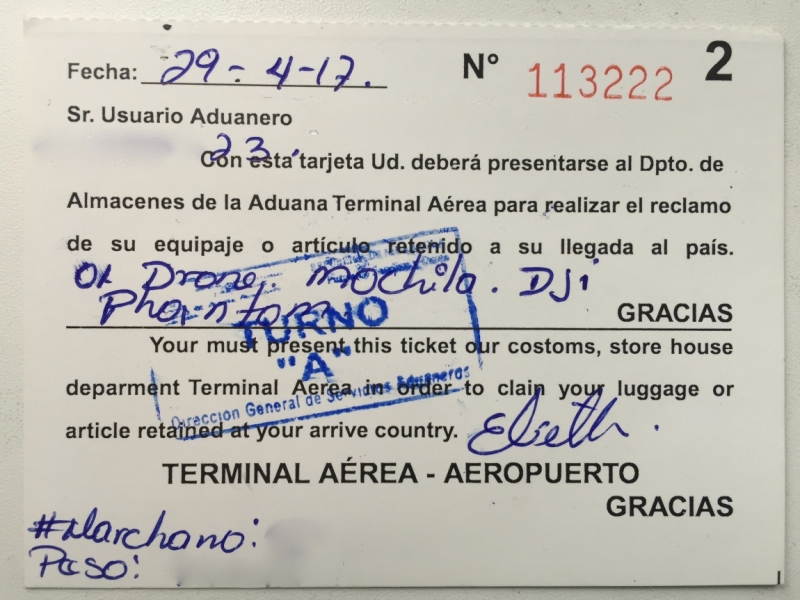 Fecha: 29-4-17.
N° 113222
2
Sr. Usuario Aduanero
23.
Con esta tarjeta Ud. deberá presentarse al Dpto. de
Almacenes de la Aduana Terminal Aérea para realizar el reclamo
de su equipaje o artículo retenido a su llegada al país.
01 Drone. mochila. DJi
Phantom
GRACIAS
TURNO
"A"
Dirección General de Servicios Aduaneros
Your must present this ticket our customs, store house
deparment Terminal Aerea in order to clain your luggage or
article retained at your arrive country.
TERMINAL AÉREA - AEROPUERTO
GRACIAS
#Marchano:
Paso: